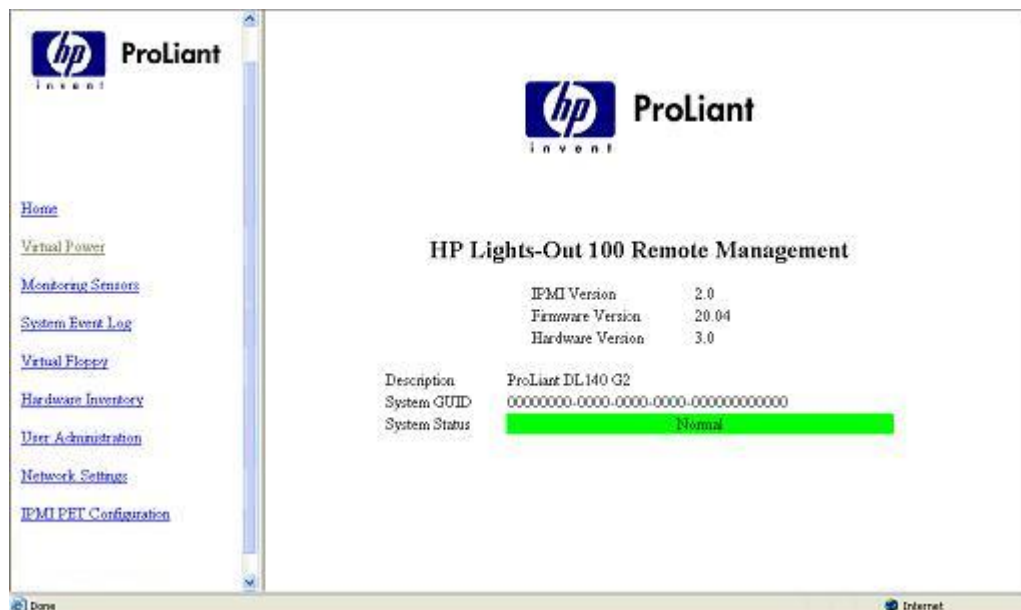 hp ProLiant
invent
Home
Virtual Power
Monitoring Sensors
System Event Log
Virtual Floppy
Hardware Inventory
User Administration
Network Settings
IPMI PET Configuration
hp ProLiant
invent
HP Lights-Out 100 Remote Management
IPMI Version 2.0
Firmware Version 20.04
Hardware Version 3.0
Description ProLiant DL140 G2
System GUID 00000000-0000-0000-0000-000000000000
System Status Normal
Done Internet